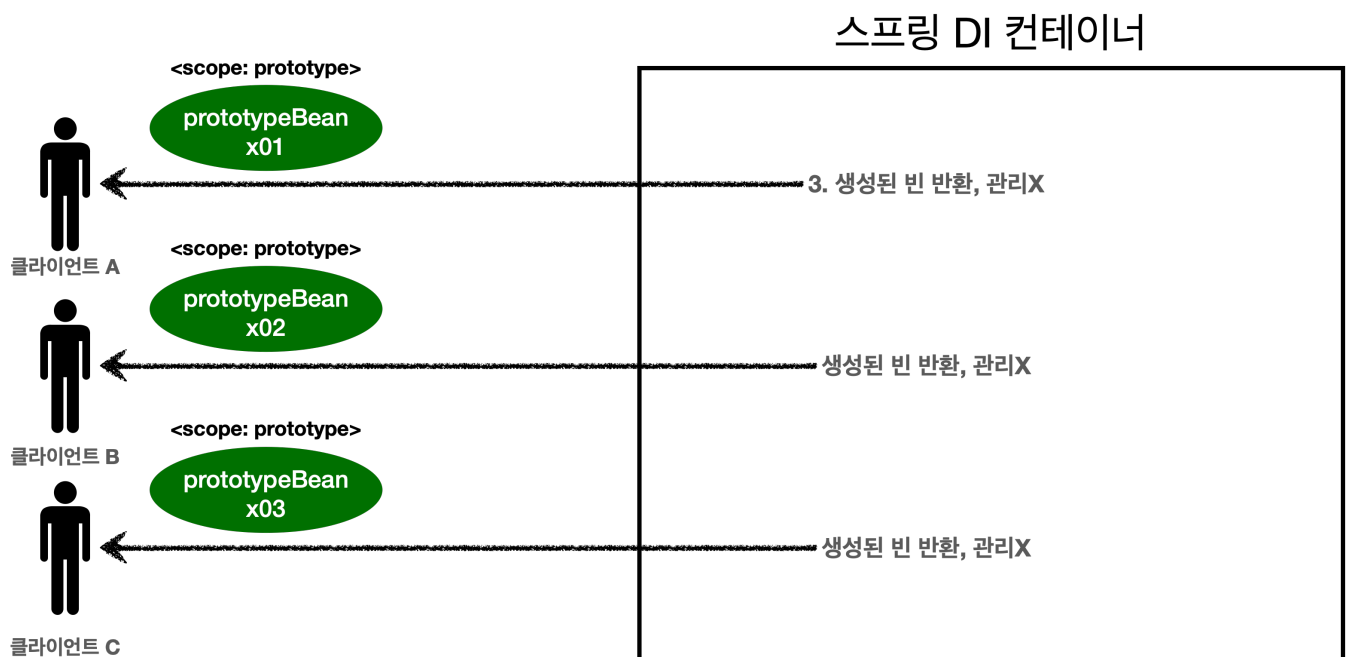 스프링 DI 컨테이너
<scope: prototype>
prototypeBean
x01
3. 생성된 빈 반환, 관리X
클라이언트 A
<scope: prototype>
prototypeBean
x02
생성된 빈 반환, 관리X
클라이언트 B
<scope: prototype>
prototypeBean
x03
생성된 빈 반환, 관리X
클라이언트 C